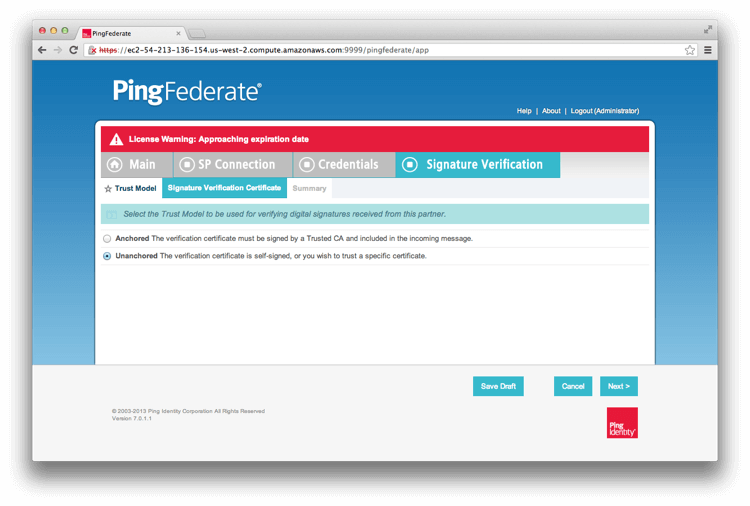 PingFederate
https://ec2-54-213-136-154.us-west-2.compute.amazonaws.com:9999/pingfederate/app
PingFederate®
Help | About | Logout (Administrator)
License Warning: Approaching expiration date
Main SP Connection Credentials Signature Verification
Trust Model Signature Verification Certificate Summary
Select the Trust Model to be used for verifying digital signatures received from this partner.
Anchored The verification certificate must be signed by a Trusted CA and included in the incoming message.
Unanchored The verification certificate is self-signed, or you wish to trust a specific certificate.
Save Draft Cancel Next >
© 2003-2013 Ping Identity Corporation All Rights Reserved
Version 7.0.1.1
Ping
Identity®